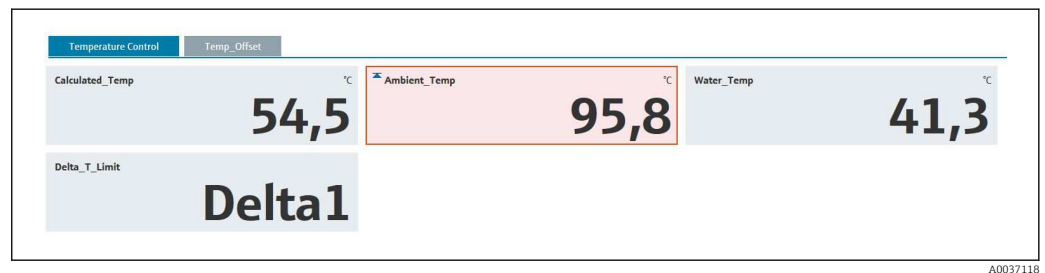 Temperature Control Temp_Offset
Calculated_Temp °C Ambient_Temp °C Water_Temp °C
54,5 95,8 41,3
Delta_T_Limit
Delta1
A0037118